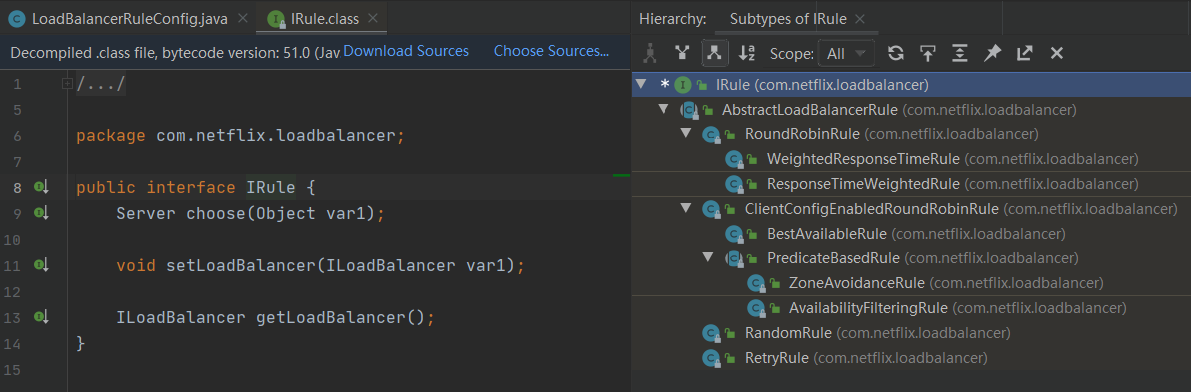 LoadBalancerRuleConfig.java
IRule.class
Decompiled .class file, bytecode version: 51.0 (Jav Download Sources Choose Sources...
1 /.../
5
6 package com.netflix.loadbalancer;
7
8 public interface IRule {
9 Server choose(Object var1);
10
11 void setLoadBalancer(ILoadBalancer var1);
12
13 ILoadBalancer getLoadBalancer();
14 }
15
Hierarchy: Subtypes of IRule
Scope: All
* IRule (com.netflix.loadbalancer)
AbstractLoadBalancerRule (com.netflix.loadbalancer)
RoundRobinRule (com.netflix.loadbalancer)
WeightedResponseTimeRule (com.netflix.loadbalancer)
ResponseTimeWeightedRule (com.netflix.loadbalancer)
ClientConfigEnabledRoundRobinRule (com.netflix.loadbalancer)
BestAvailableRule (com.netflix.loadbalancer)
PredicateBasedRule (com.netflix.loadbalancer)
ZoneAvoidanceRule (com.netflix.loadbalancer)
AvailabilityFilteringRule (com.netflix.loadbalancer)
RandomRule (com.netflix.loadbalancer)
RetryRule (com.netflix.loadbalancer)